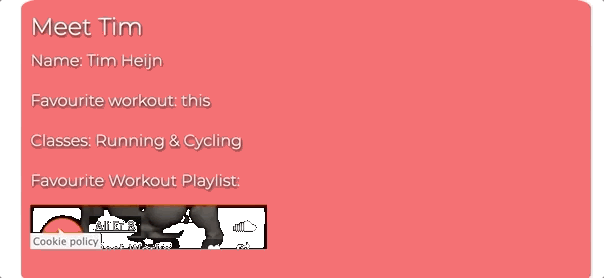 Meet Tim
Name: Tim Heijn
Favourite workout: this
Classes: Running & Cycling
Favourite Workout Playlist:
Cookie policy